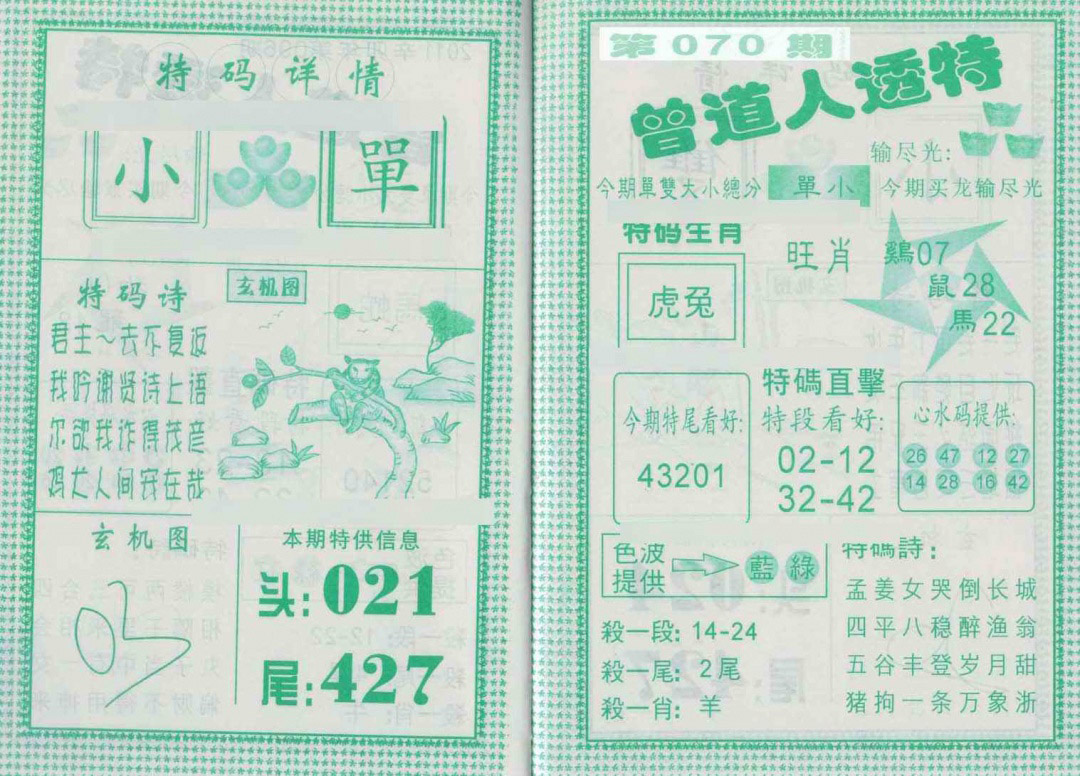 特码详情
小
單
特码诗
玄机图
君主~去不复返
我吟谢贤诗上语
尔欲我诈得茂彦
鸡犬人间宛在哉
玄机图
本期特供信息
头:021
尾:427
第070期
曾道人透特
输尽光:
今期單雙大小總分
單小
今期买龙输尽光
特码生肖
虎兔
旺肖
鷄07
鼠28
馬22
今期特尾看好:
43201
特碼直擊
特段看好:
02-12
32-42
心水码提供:
26 47 12 27
14 28 16 42
色波
提供
藍綠
殺一段: 14-24
殺一尾: 2尾
殺一肖: 羊
特碼詩:
孟姜女哭倒长城
四平八稳醉渔翁
五谷丰登岁月甜
猪拘一条万象浙